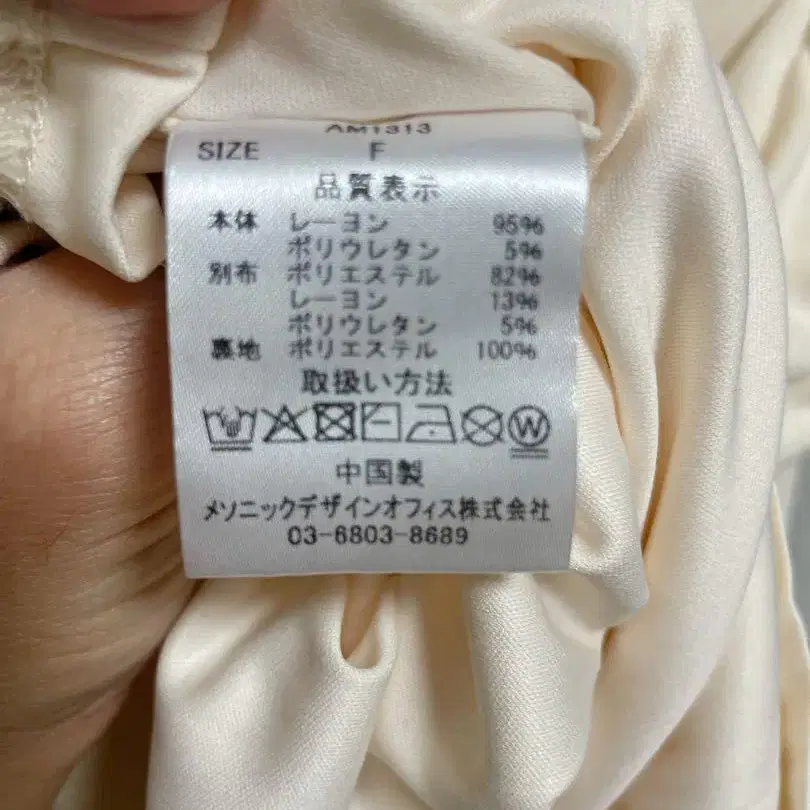 AM1313
SIZE F
品質表示
本体 レーヨン 95%
ポリウレタン 5%
別布 ポリエステル 82%
レーヨン 13%
ポリウレタン 5%
裏地 ポリエステル 100%
取扱い方法
W
中国製
メソニックデザインオフィス株式会社
03-6803-8689